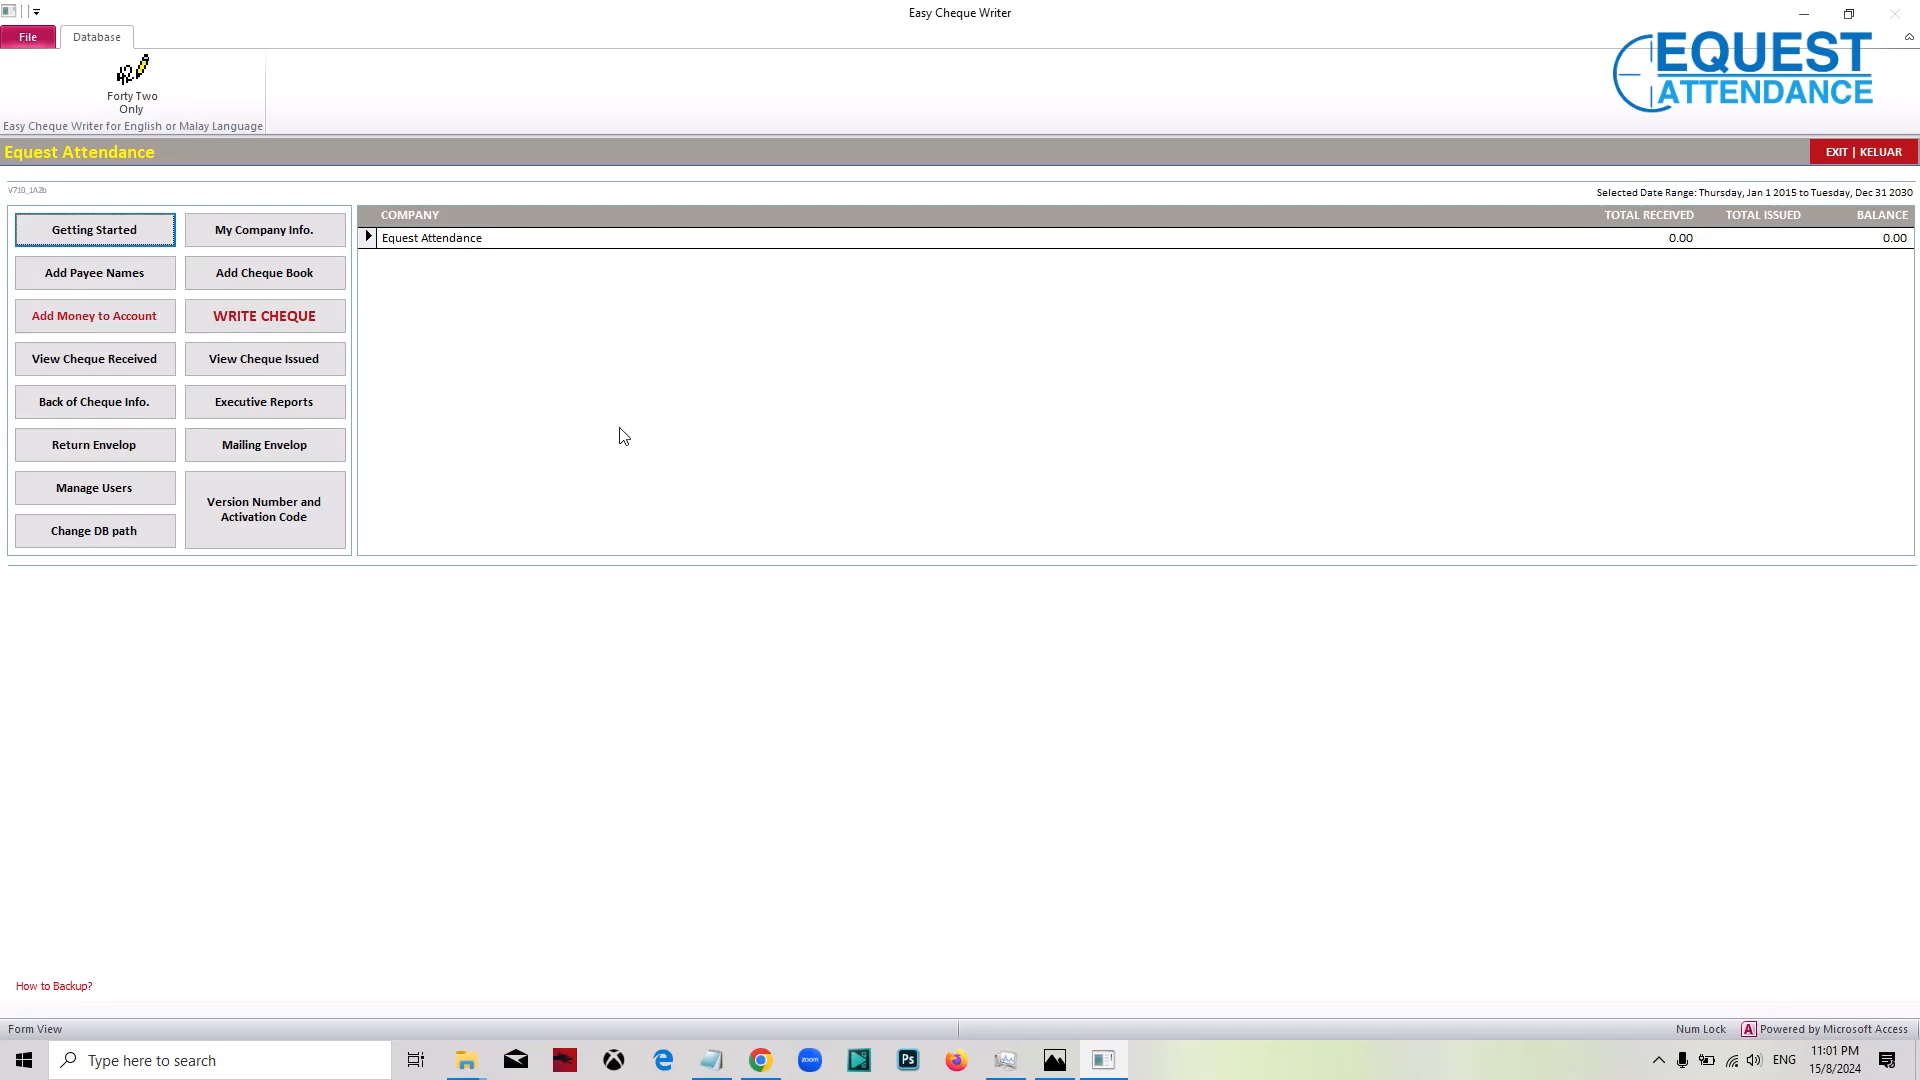 Easy Cheque Writer
File
Database
Forty Two
Only
Easy Cheque Writer for English or Malay Language
EQUEST
ATTENDANCE
Equest Attendance
EXIT | KELUAR
V710_1A2b
Selected Date Range: Thursday, Jan 1 2015 to Tuesday, Dec 31 2030
Getting Started
My Company Info.
Add Payee Names
Add Cheque Book
Add Money to Account
WRITE CHEQUE
View Cheque Received
View Cheque Issued
Back of Cheque Info.
Executive Reports
Return Envelop
Mailing Envelop
Manage Users
Version Number and
Activation Code
Change DB path
COMPANY TOTAL RECEIVED TOTAL ISSUED BALANCE
Equest Attendance 0.00 0.00
How to Backup?
Form View
Num Lock
A
Powered by Microsoft Access
Type here to search
zoom
Ps
ENG
11:01 PM
15/8/2024